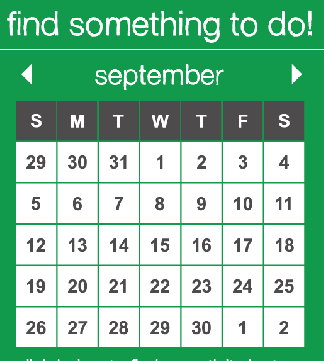 find something to do!
september
S M T W T F S
29 30 31 1 2 3 4
5 6 7 8 9 10 11
12 13 14 15 16 17 18
19 20 21 22 23 24 25
26 27 28 29 30 1 2